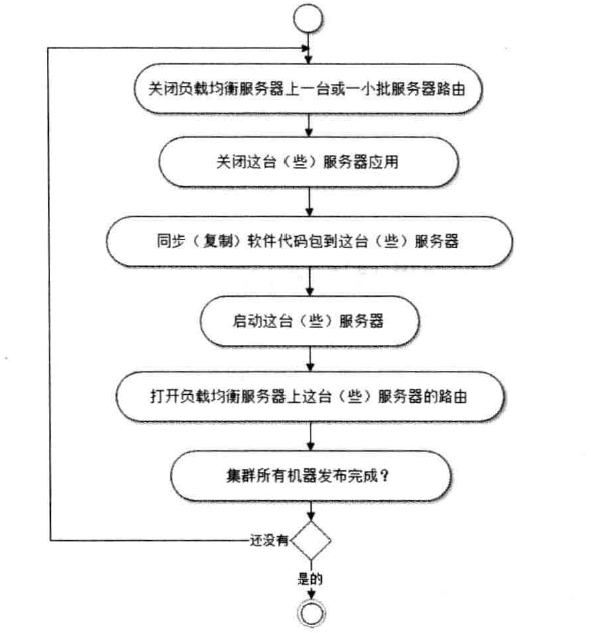 关闭负载均衡服务器上一台或一小批服务器路由
关闭这台（些）服务器应用
同步（复制）软件代码包到这台（些）服务器
启动这台（些）服务器
打开负载均衡服务器上这台（些）服务器的路由
集群所有机器发布完成？
还没有
是的